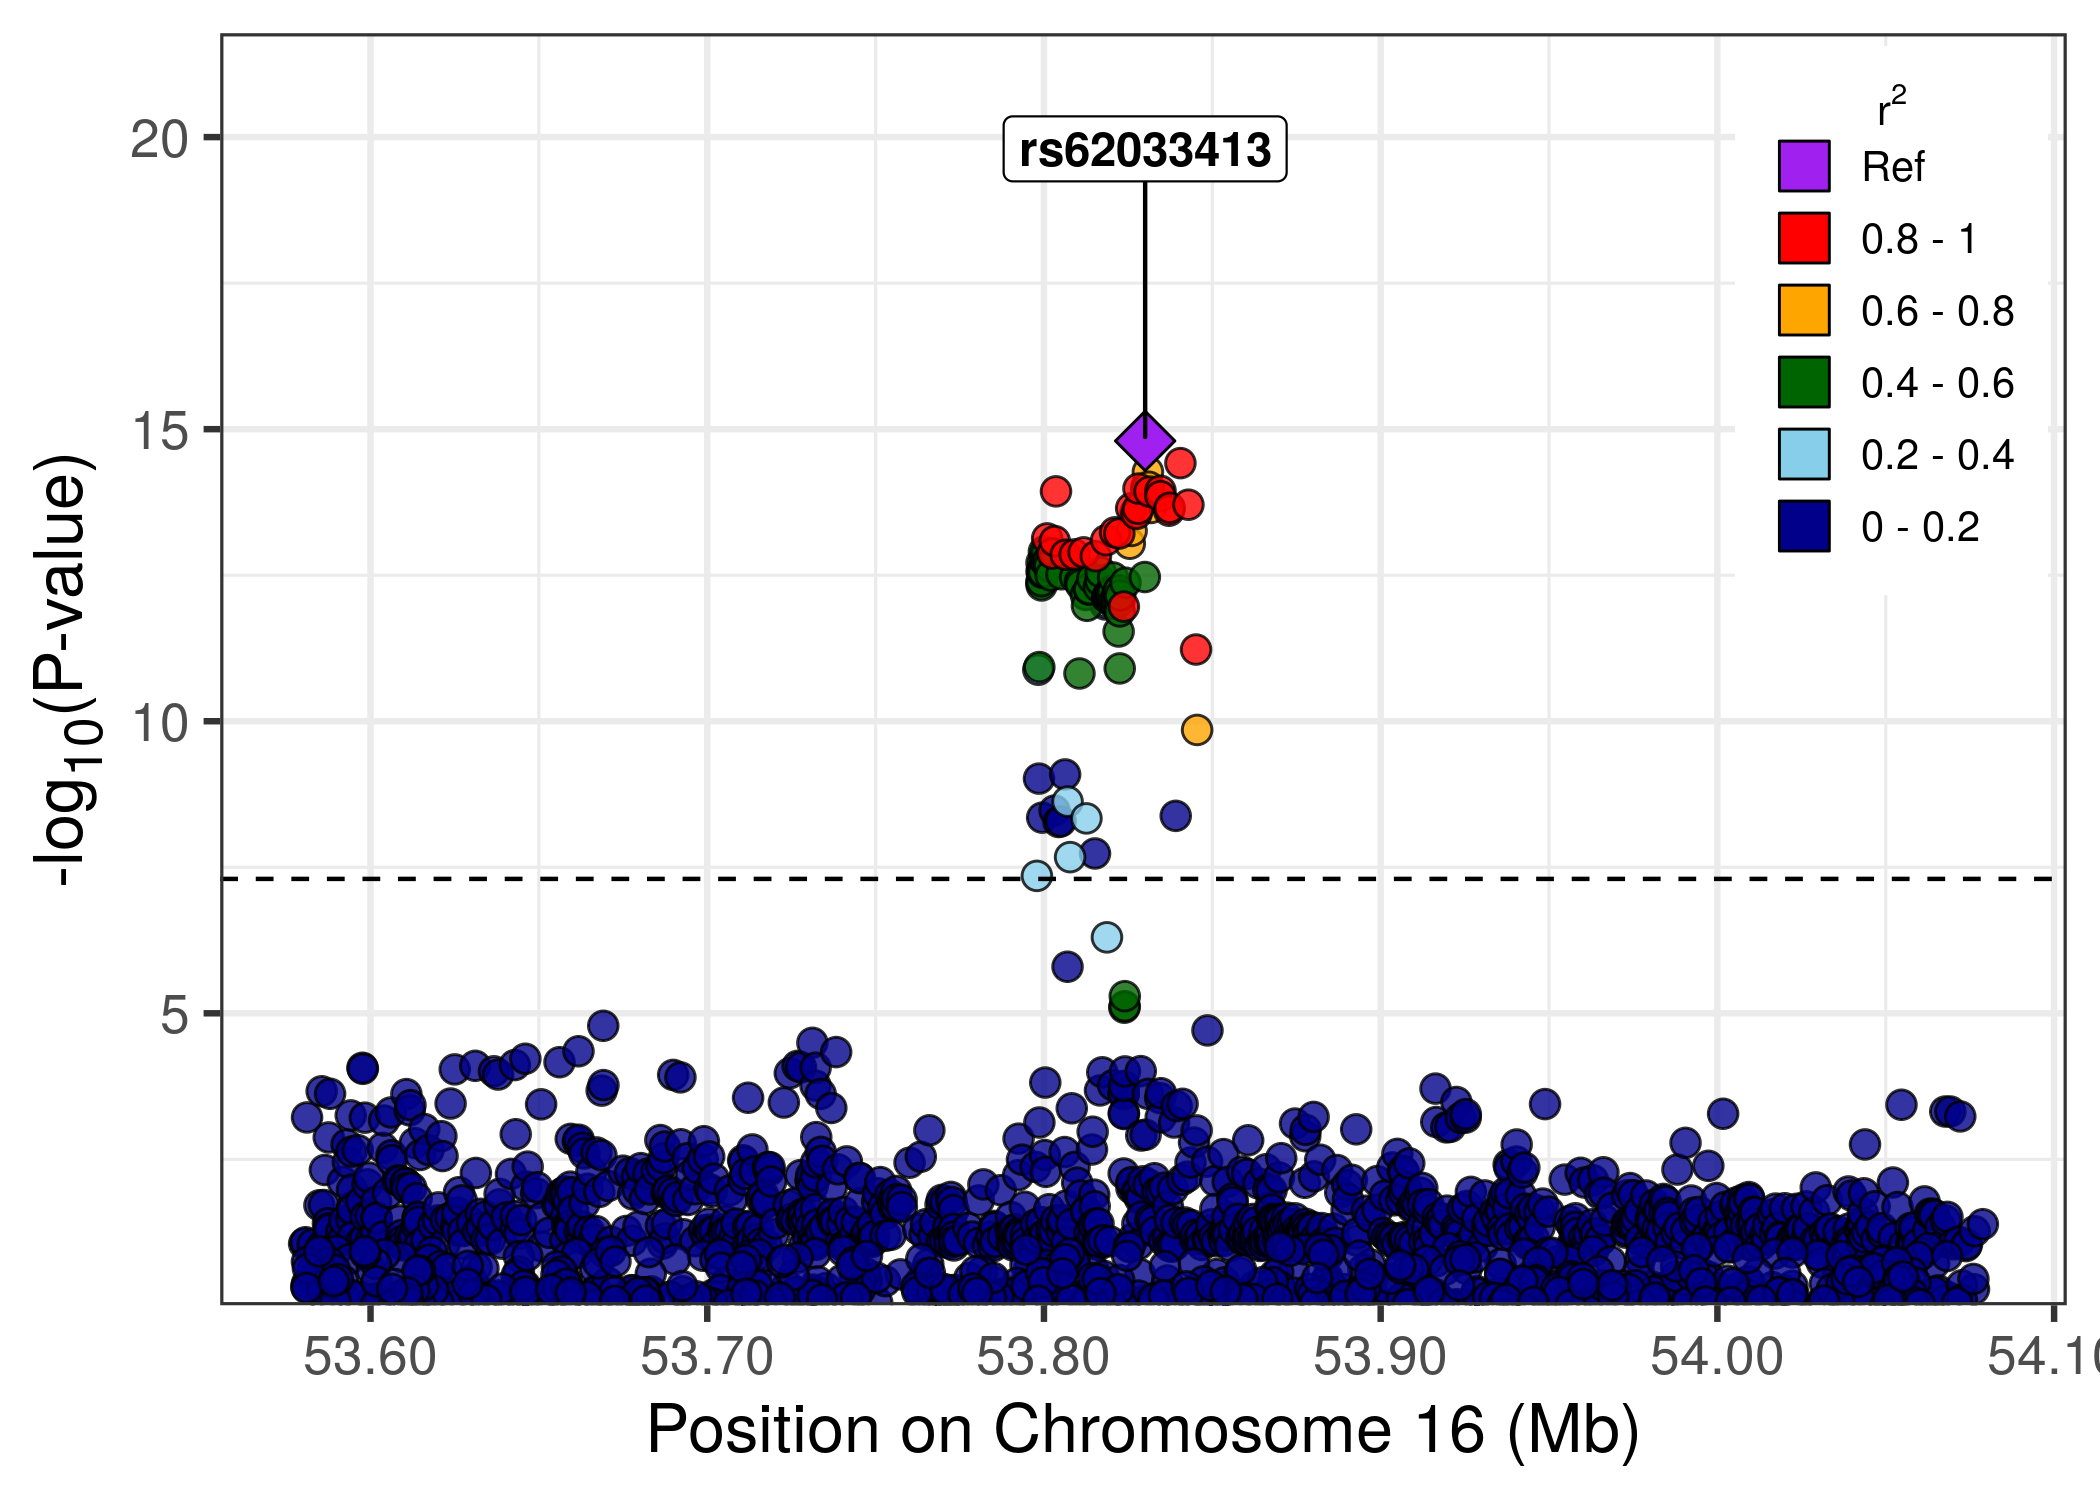 20
15
10
5
-log10(P-value)
rs62033413
r2
Ref
0.8 - 1
0.6 - 0.8
0.4 - 0.6
0.2 - 0.4
0 - 0.2
53.60 53.70 53.80 53.90 54.00 54.10
Position on Chromosome 16 (Mb)